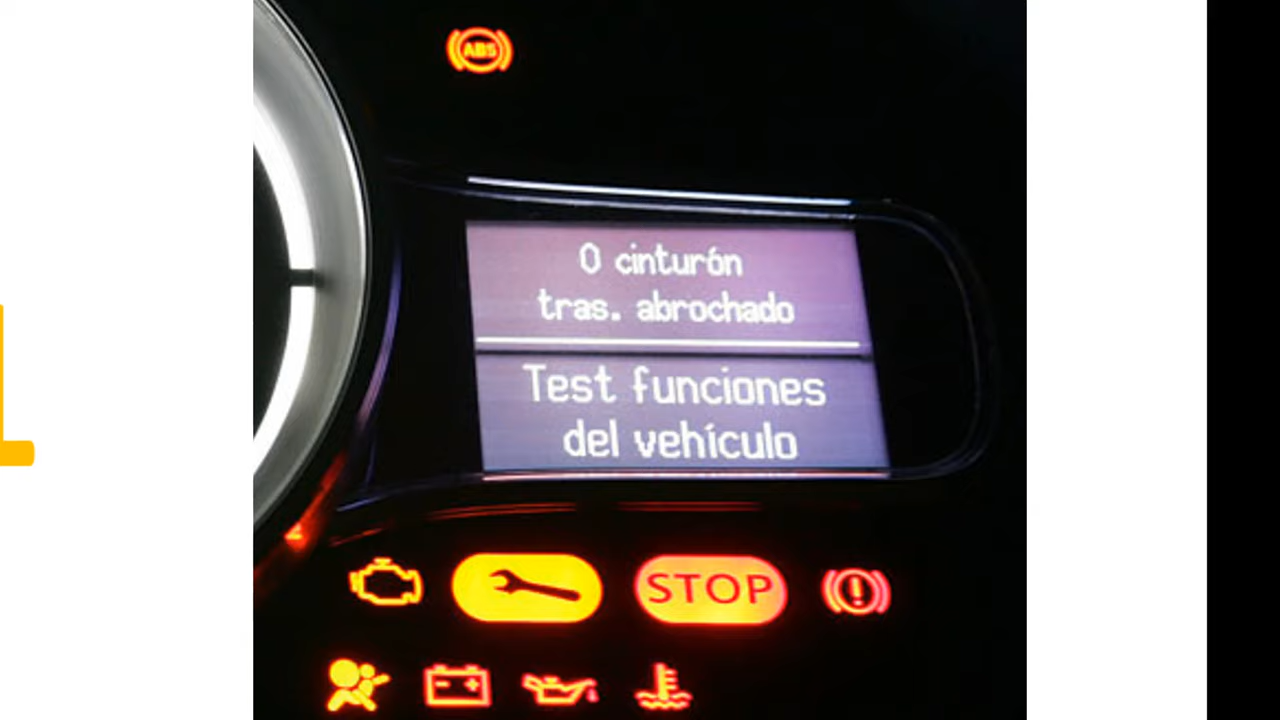 ABS
0 cinturón
tras. abrochado
Test funciones
del vehículo
STOP